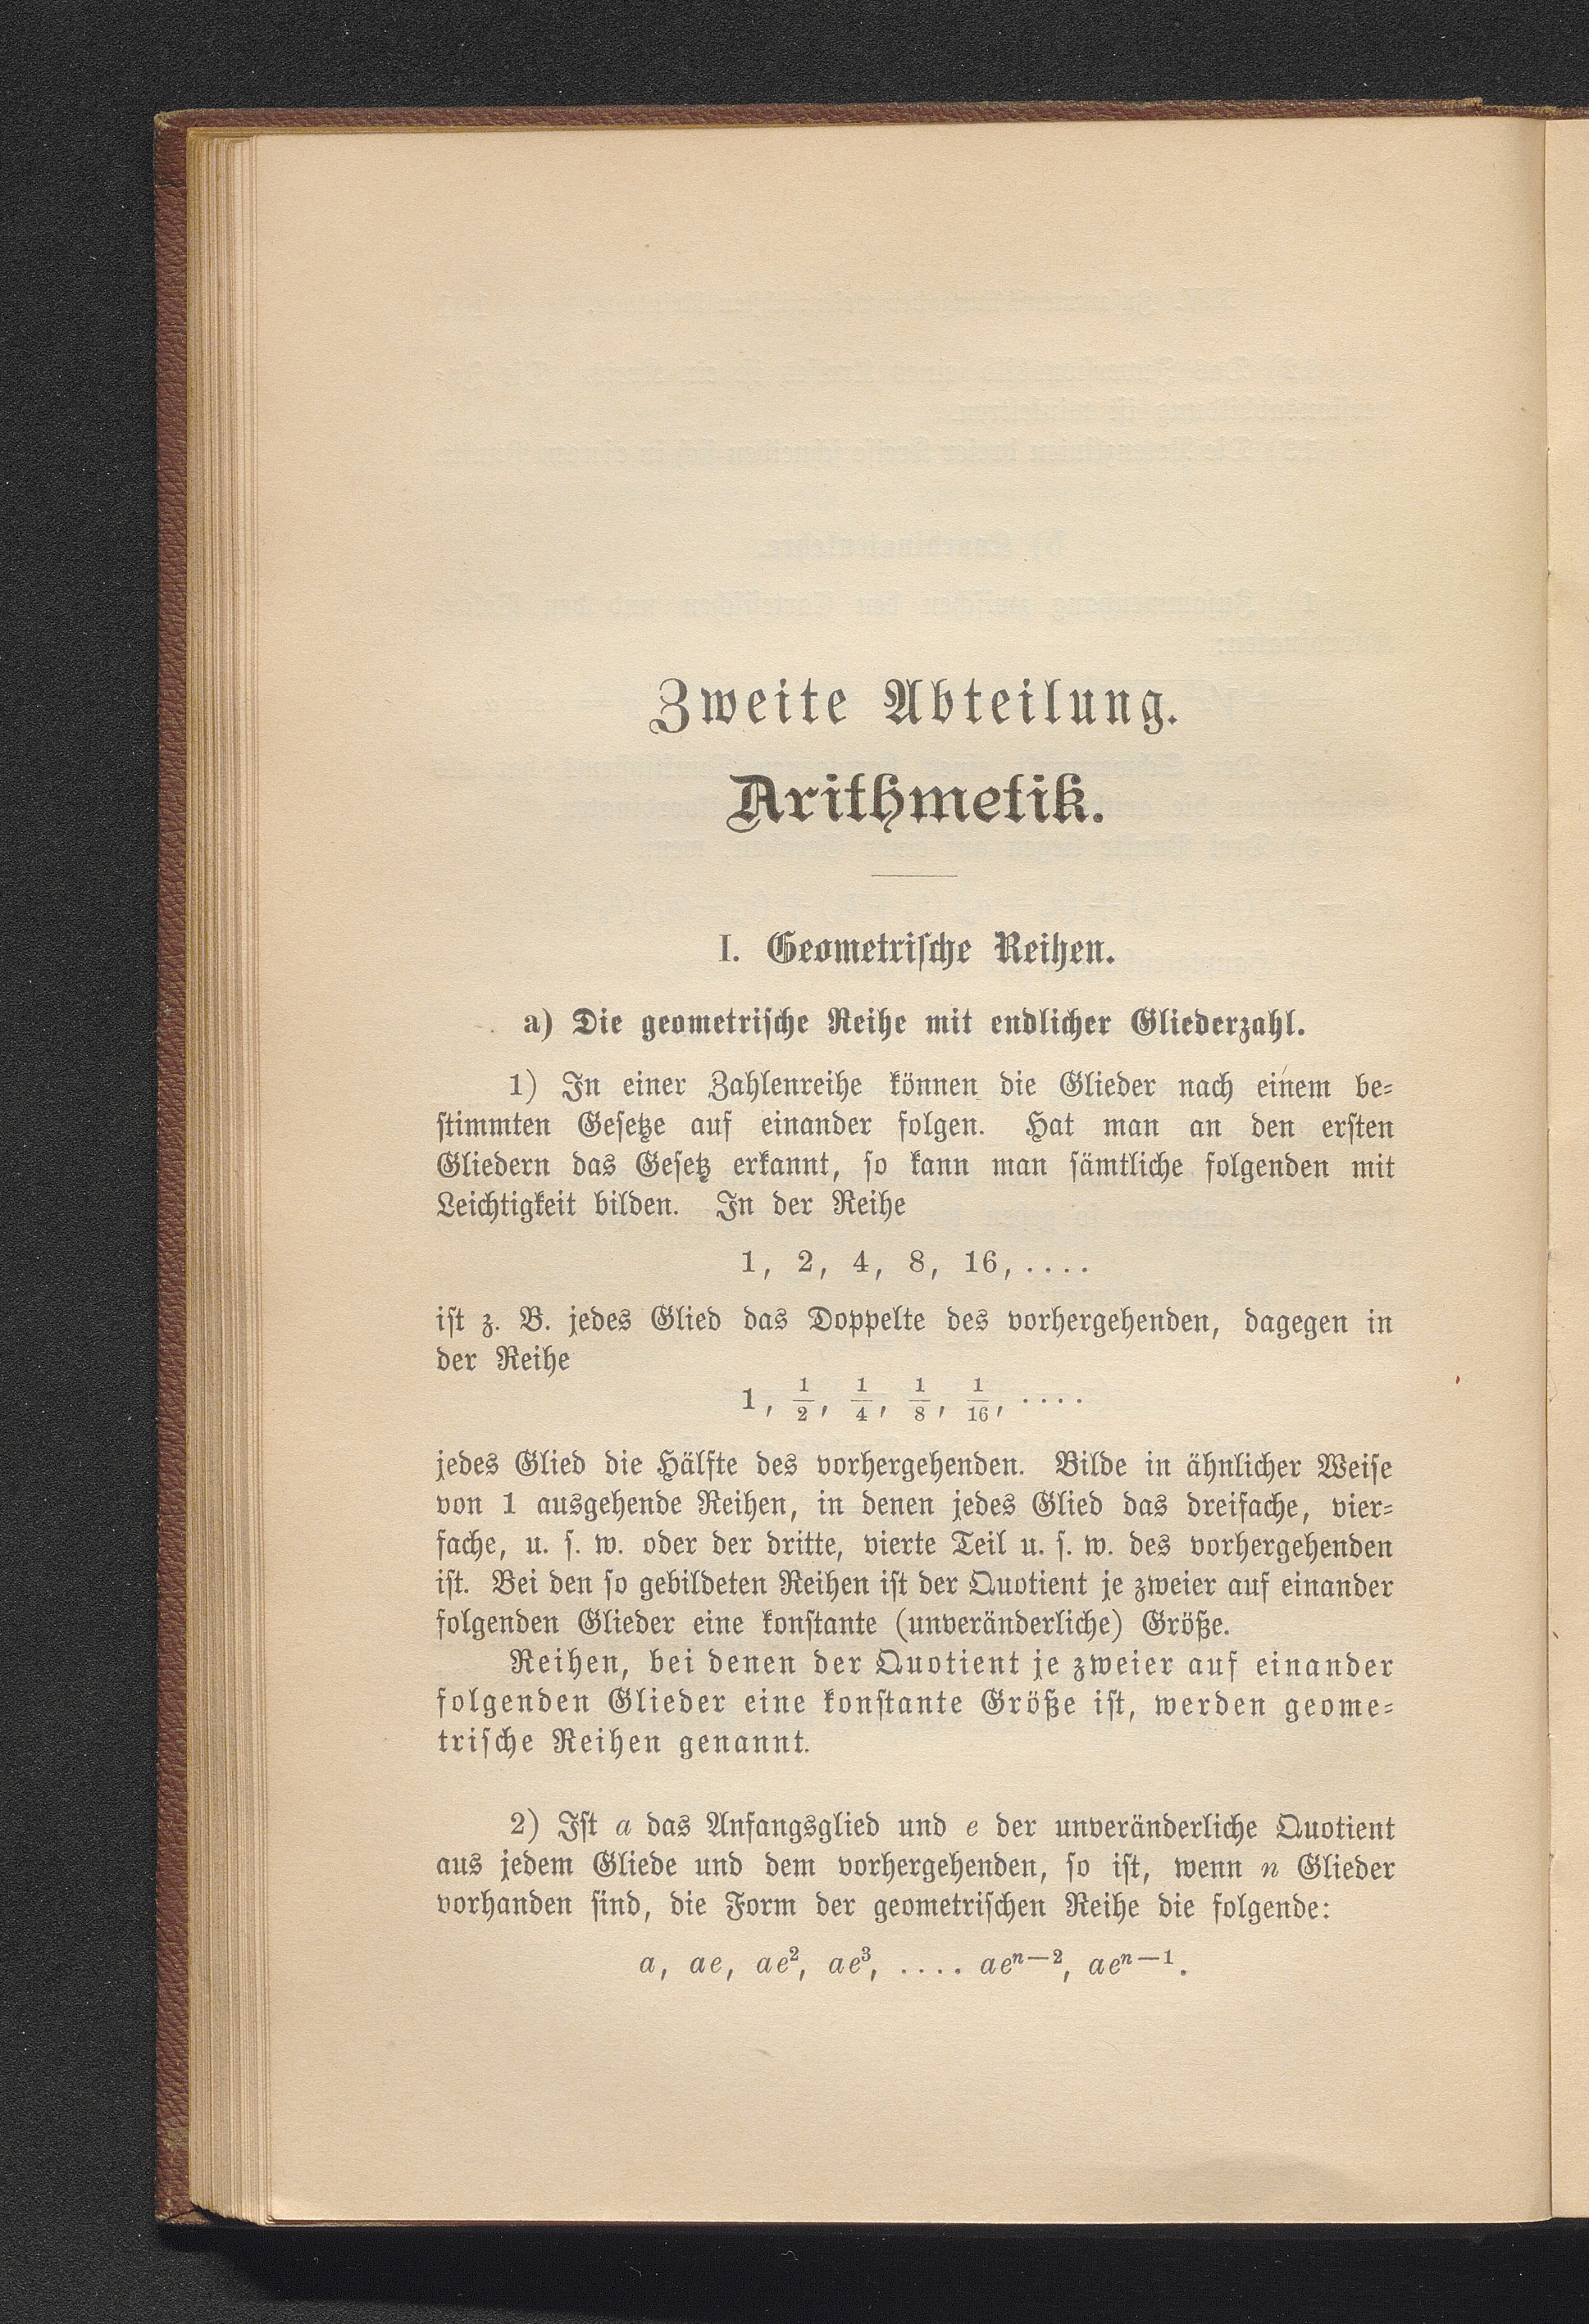 Zweite Abteilung.
Arithmetik.
I. Geometrische Reihen.
a) Die geometrische Reihe mit endlicher Gliederzahl.
1) In einer Zahlenreihe können die Glieder nach einem be-
stimmten Gesetze auf einander folgen. Hat man an den ersten
Gliedern das Gesetz erkannt, so kann man sämtliche folgenden mit
Leichtigkeit bilden. In der Reihe
1, 2, 4, 8, 16, ....
ist z. B. jedes Glied das Doppelte des vorhergehenden, dagegen in
der Reihe
1, 1/2, 1/4, 1/8, 1/16, ....
jedes Glied die Hälfte des vorhergehenden. Bilde in ähnlicher Weise
von 1 ausgehende Reihen, in denen jedes Glied das dreifache, vier-
fache, u. s. w. oder der dritte, vierte Teil u. s. w. des vorhergehenden
ist. Bei den so gebildeten Reihen ist der Quotient je zweier auf einander
folgenden Glieder eine konstante (unveränderliche) Größe.
Reihen, bei denen der Quotient je zweier auf einander
folgenden Glieder eine konstante Größe ist, werden geome-
trische Reihen genannt.
2) Ist a das Anfangsglied und e der unveränderliche Quotient
aus jedem Gliede und dem vorhergehenden, so ist, wenn n Glieder
vorhanden sind, die Form der geometrischen Reihe die folgende:
a, ae, ae², ae³, .... aeⁿ⁻², aeⁿ⁻¹.